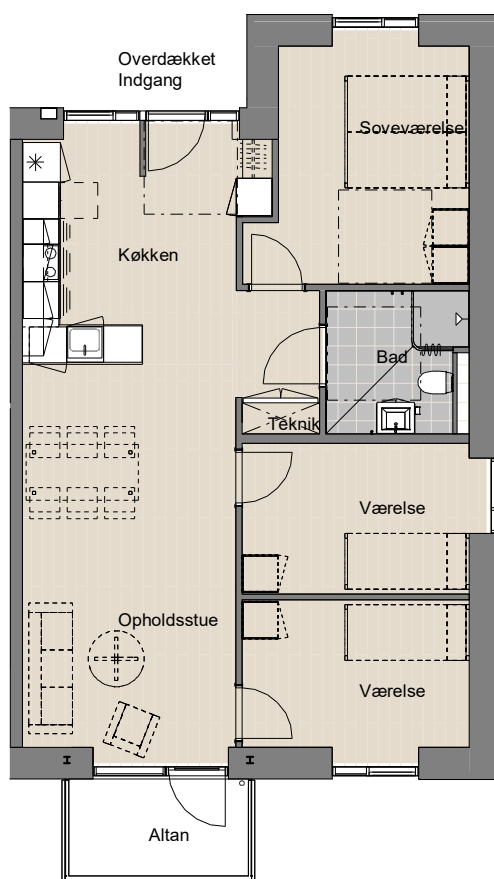 Overdækket
Indgang
Soveværelse
Køkken
Bad
Teknik
Værelse
Opholdsstue
Værelse
Altan